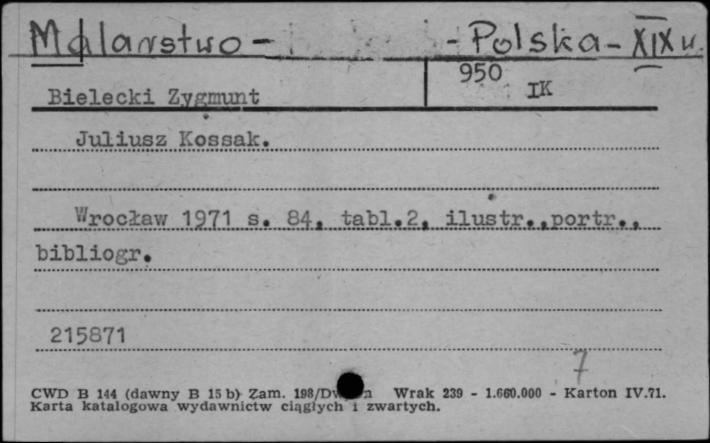 Malarstwo - - Polska - XIX w.
950 IK
Bielecki Zygmunt
Juliusz Kossak.
Wrocław 1971 s. 84, tabl.2, ilustr.,portr.,
bibliogr.
215871
7
CWD B 144 (dawny B 15 b) Zam. 198/ Wrak 239 - 1.660.000 - Karton IV.71.
Karta katalogowa wydawnictw ciągłych i zwartych.